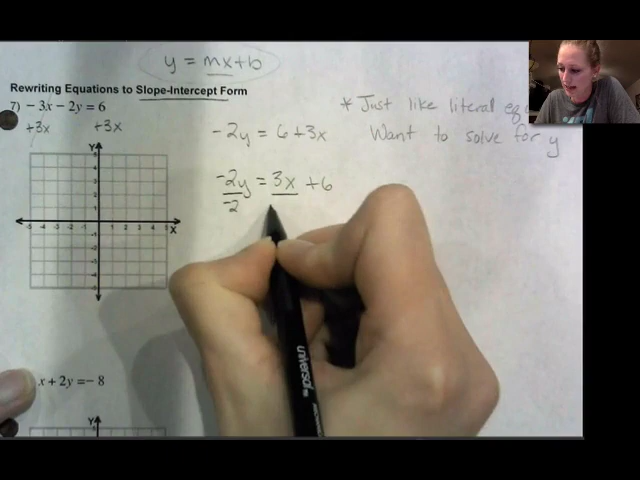 y = mx+b
Rewriting Equations to Slope-Intercept Form
7) − 3x − 2y = 6
+3x +3x
* Just like literal
Want to solve for y
-2y = 6+3x
-2y = 3x +6
-2
Y
X
universal
x + 2y = − 8
Y